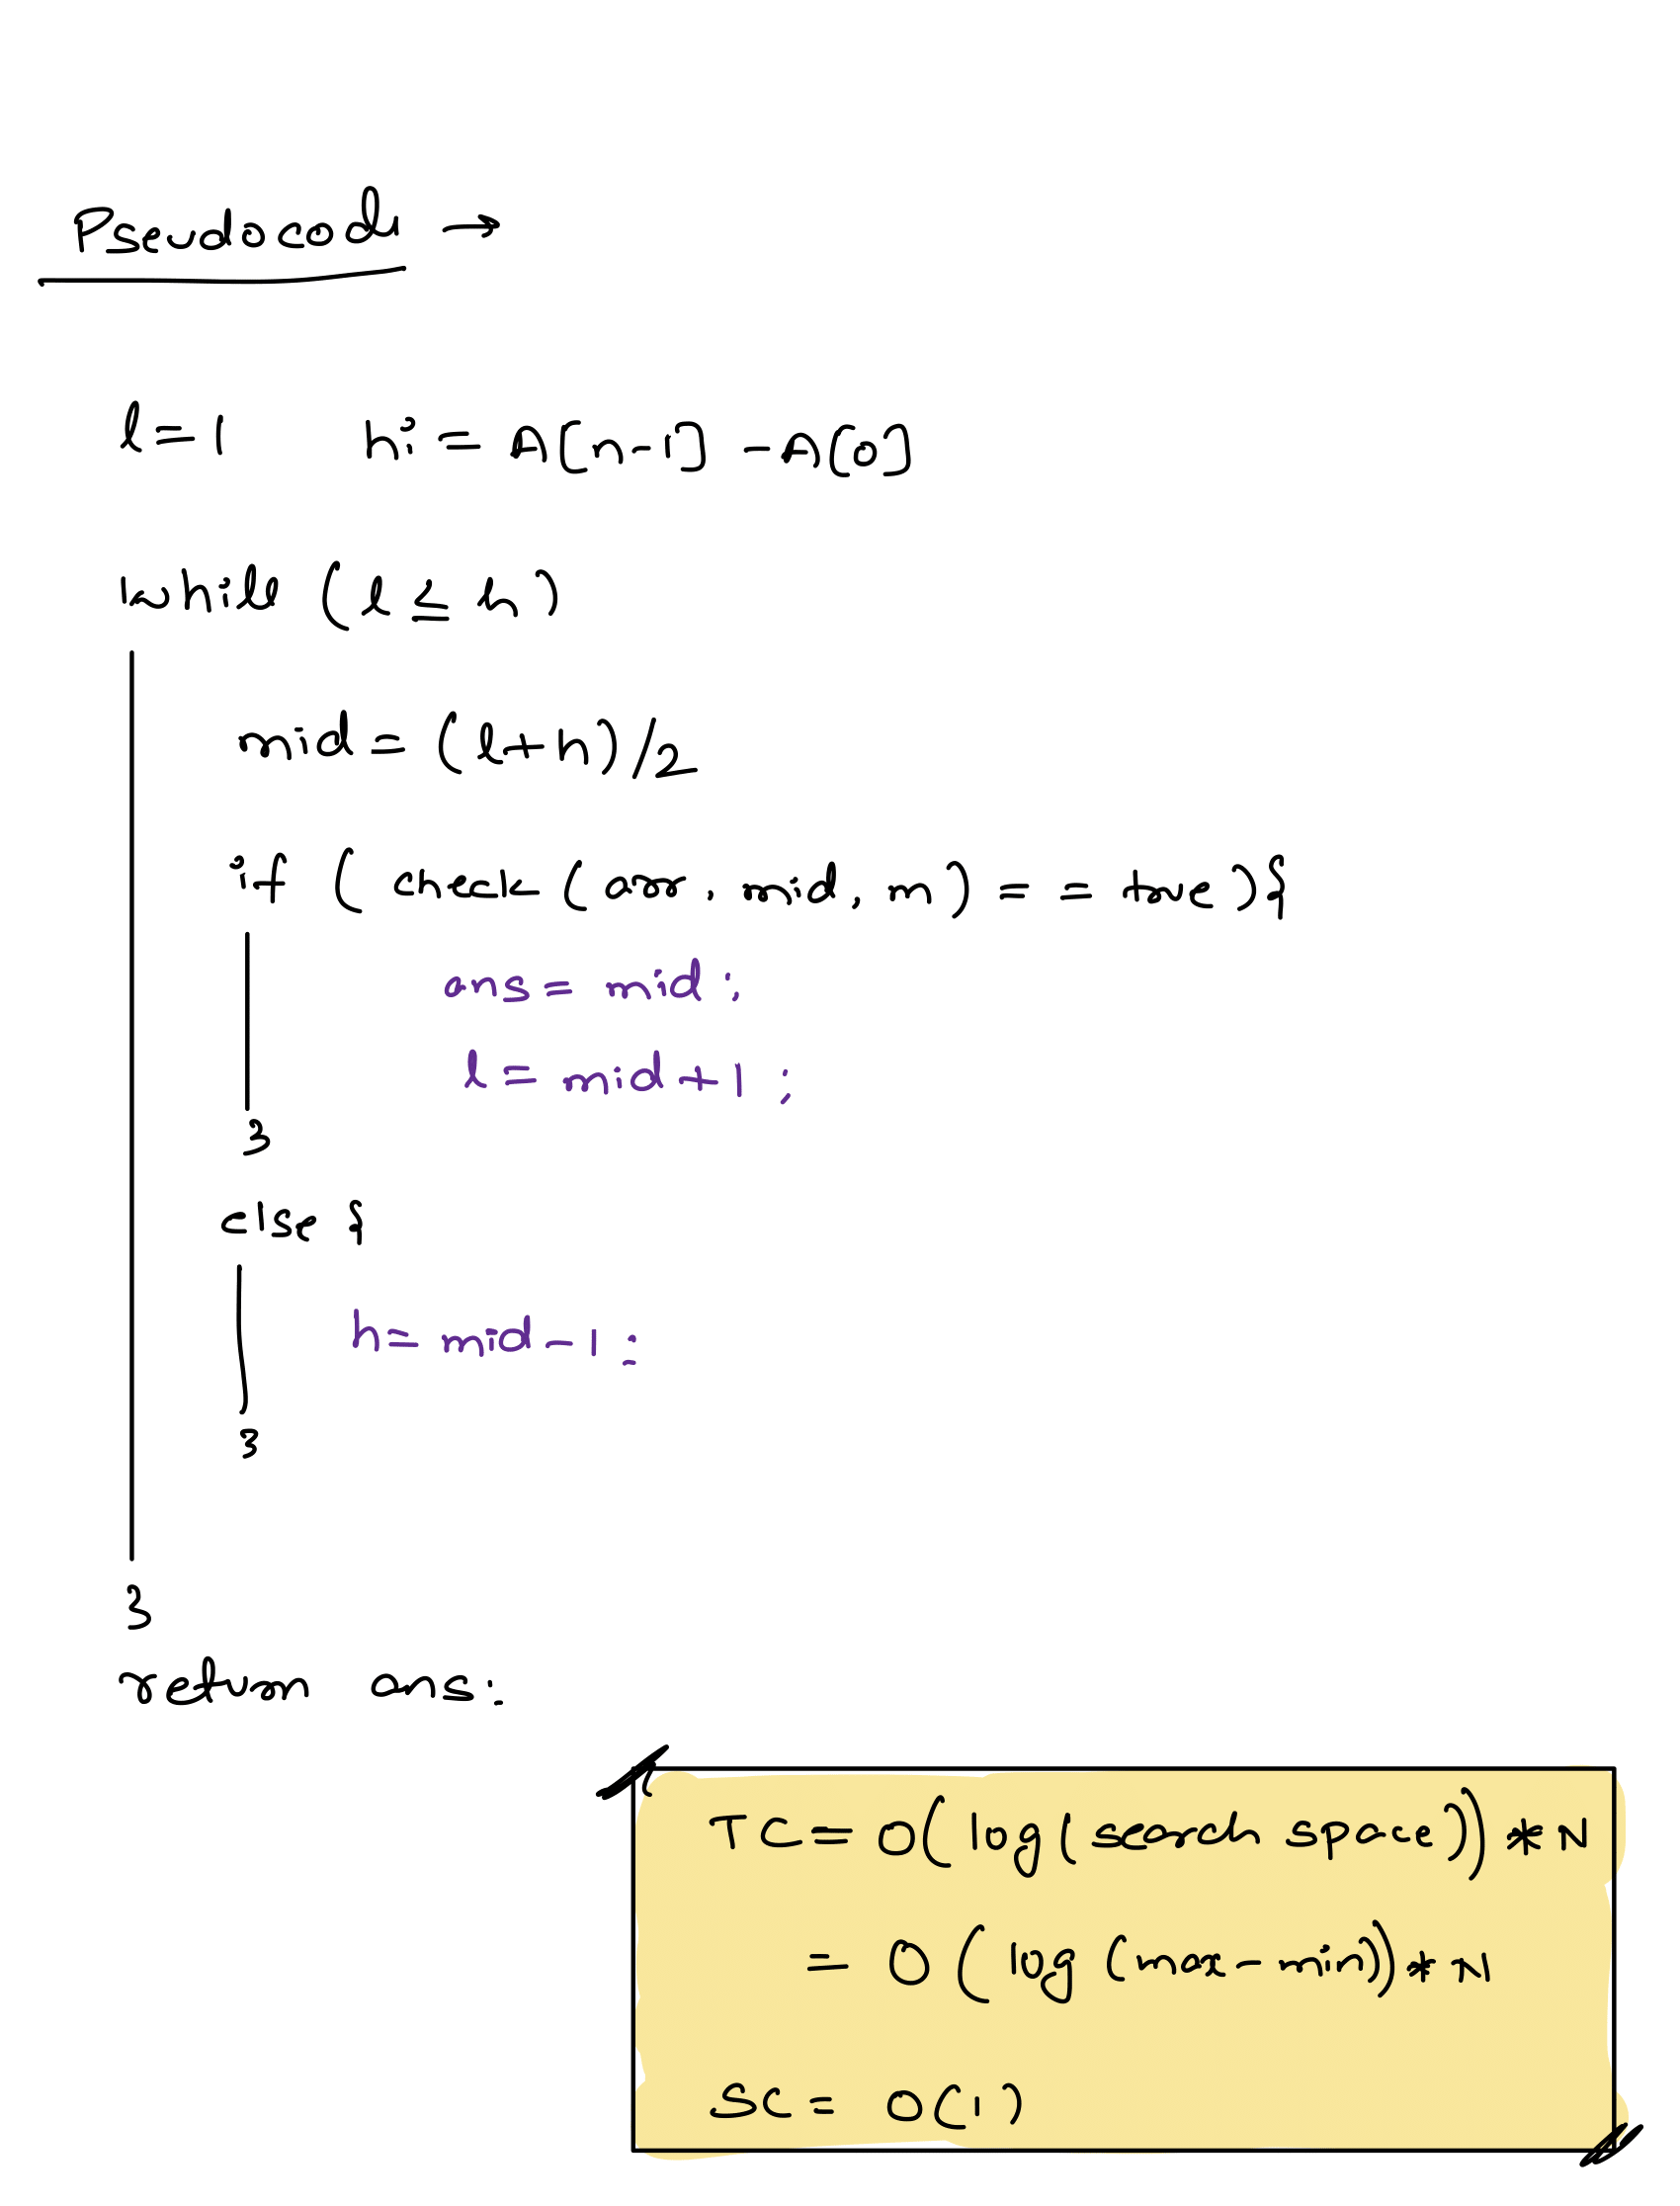 Pseudocode →
l = 1 hi = A[n-1] - A[0]
while (l ≤ h)
mid = (l+h)/2
if ( check (arr, mid, m) == true){
ans = mid;
l = mid+1;
}
else {
h = mid-1;
}
}
return ans;
TC = O(log(search space)) * N
= O(log (max-min)) * N
SC = O(1)